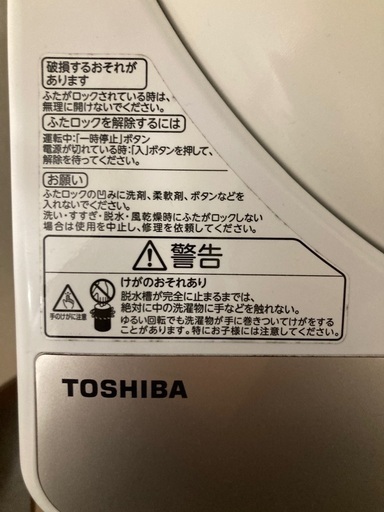 破損するおそれが
あります
ふたがロックされている時は、
無理に開けないでください。
ふたロックを解除するには
運転中:「一時停止」ボタン
電源が切れている時:「入」ボタンを押して、
解除を待ってください。
お願い
ふたロックの凹みに洗剤、柔軟剤、ボタンなどを
入れないでください。
洗い・すすぎ・脱水・風乾燥時にふたがロックしない
場合は使用を中止し、修理を依頼してください。
警告
けがのおそれあり
脱水槽が完全に止まるまでは、
絶対に中の洗濯物に手などを触れない。
ゆるい回転でも洗濯物が手に巻きついてけがをする
ことがあります。特にお子様には注意してください。
手のけがに注意
TOSHIBA